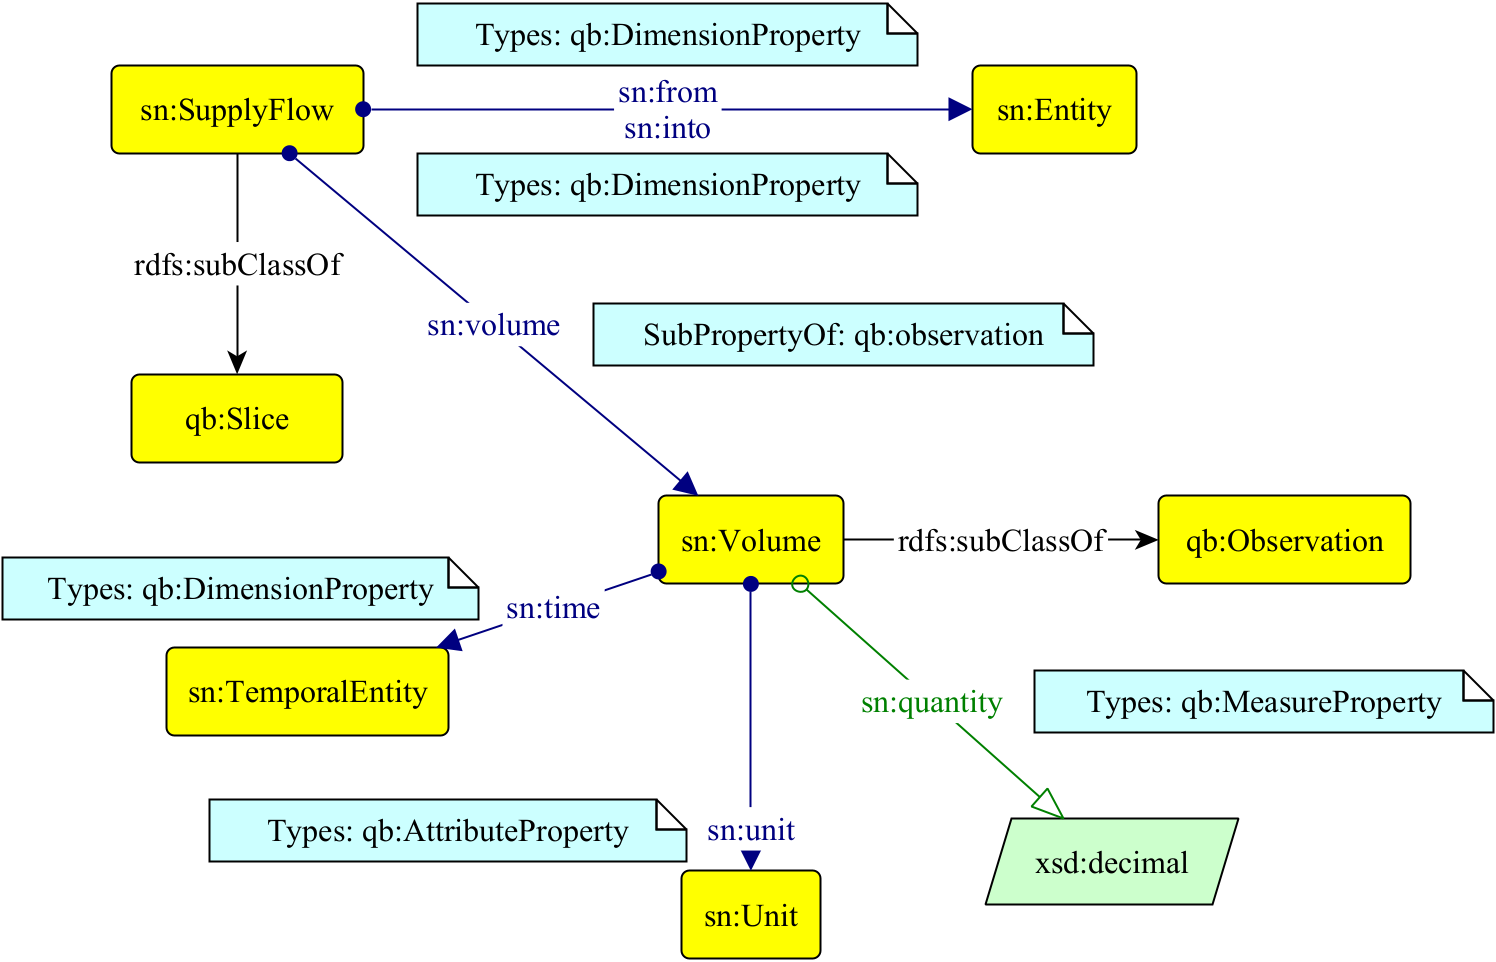 Types: qb:DimensionProperty
sn:SupplyFlow
sn:from
sn:into
sn:Entity
Types: qb:DimensionProperty
rdfs:subClassOf
sn:volume
SubPropertyOf: qb:observation
qb:Slice
sn:Volume
rdfs:subClassOf
qb:Observation
Types: qb:DimensionProperty
sn:time
sn:TemporalEntity
sn:quantity
Types: qb:MeasureProperty
Types: qb:AttributeProperty
sn:unit
xsd:decimal
sn:Unit